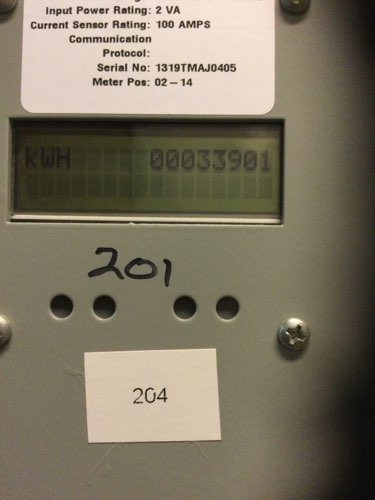 Input Power Rating: 2 VA
Current Sensor Rating: 100 AMPS
Communication
Protocol:
Serial No: 1319TMAJ0405
Meter Pos: 02-14
kWH 00033901
201
204